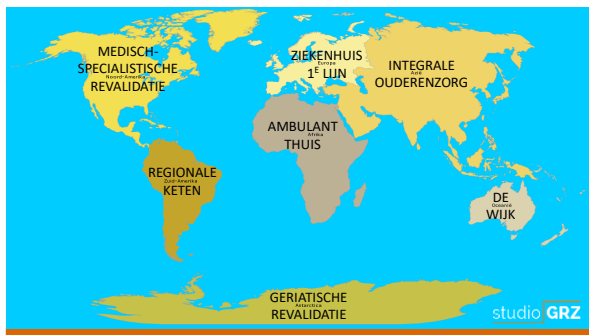 MEDISCH-
SPECIALISTISCHE
Noord-Amerika
REVALIDATIE
ZIEKENHUIS
Europa
1E LIJN
INTEGRALE
Azië
OUDERENZORG
AMBULANT
Afrika
THUIS
REGIONALE
Zuid-Amerika
KETEN
DE
Oceanië
WIJK
GERIATISCHE
Antarctica
REVALIDATIE
studio GRZ